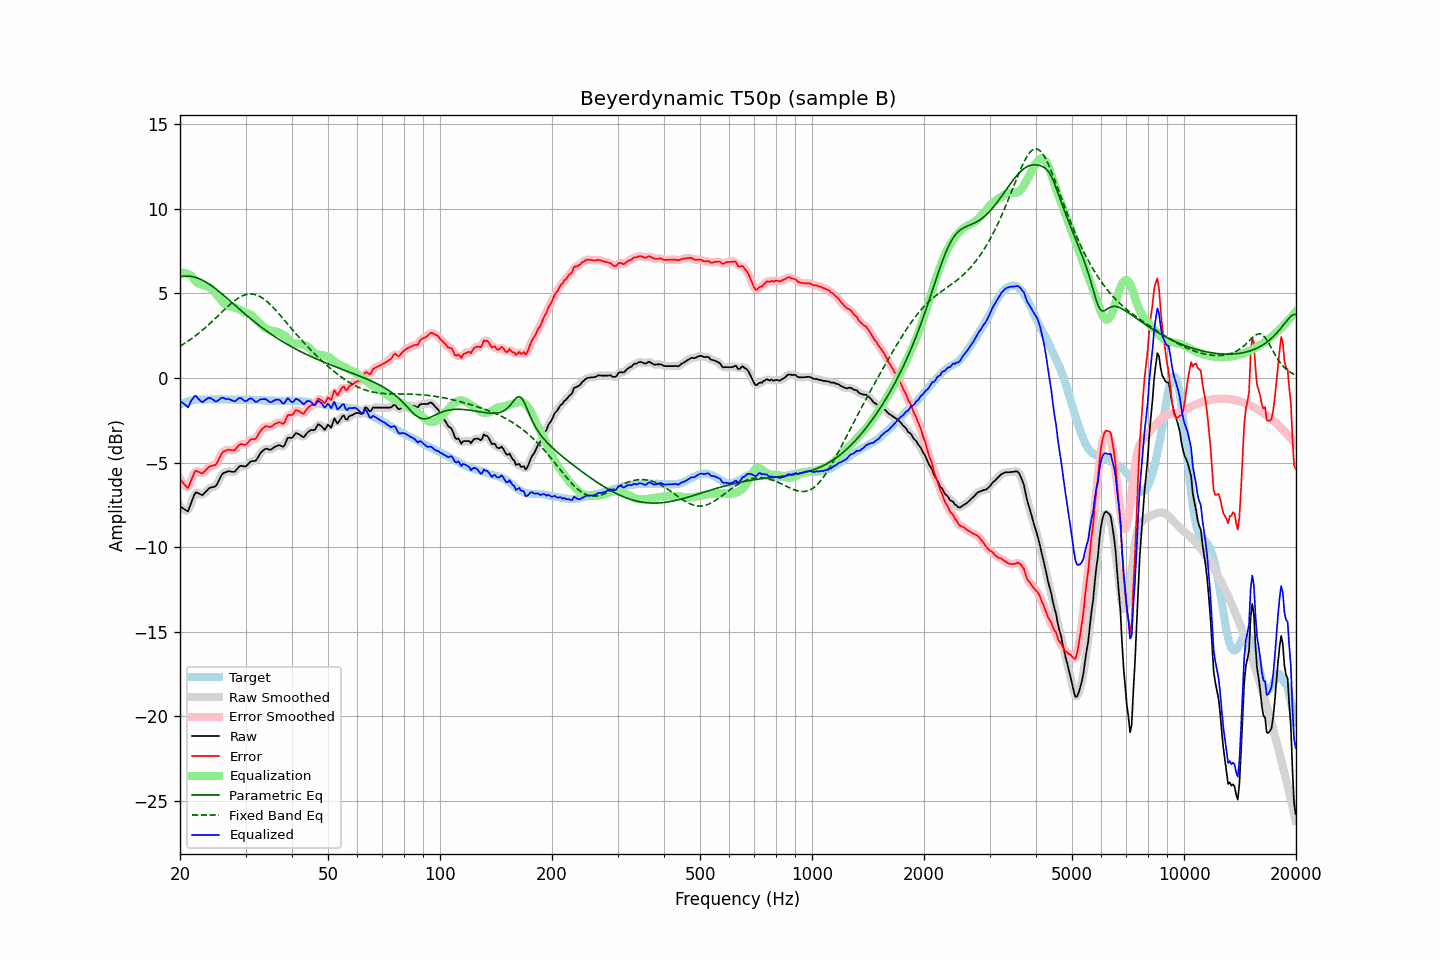 Beyerdynamic T50p (sample B)
15
10
5
0
−5
−10
−15
−20
−25
Amplitude (dBr)
Target
Raw Smoothed
Error Smoothed
Raw
Error
Equalization
Parametric Eq
Fixed Band Eq
Equalized
20 50 100 200 500 1000 2000 5000 10000 20000
Frequency (Hz)